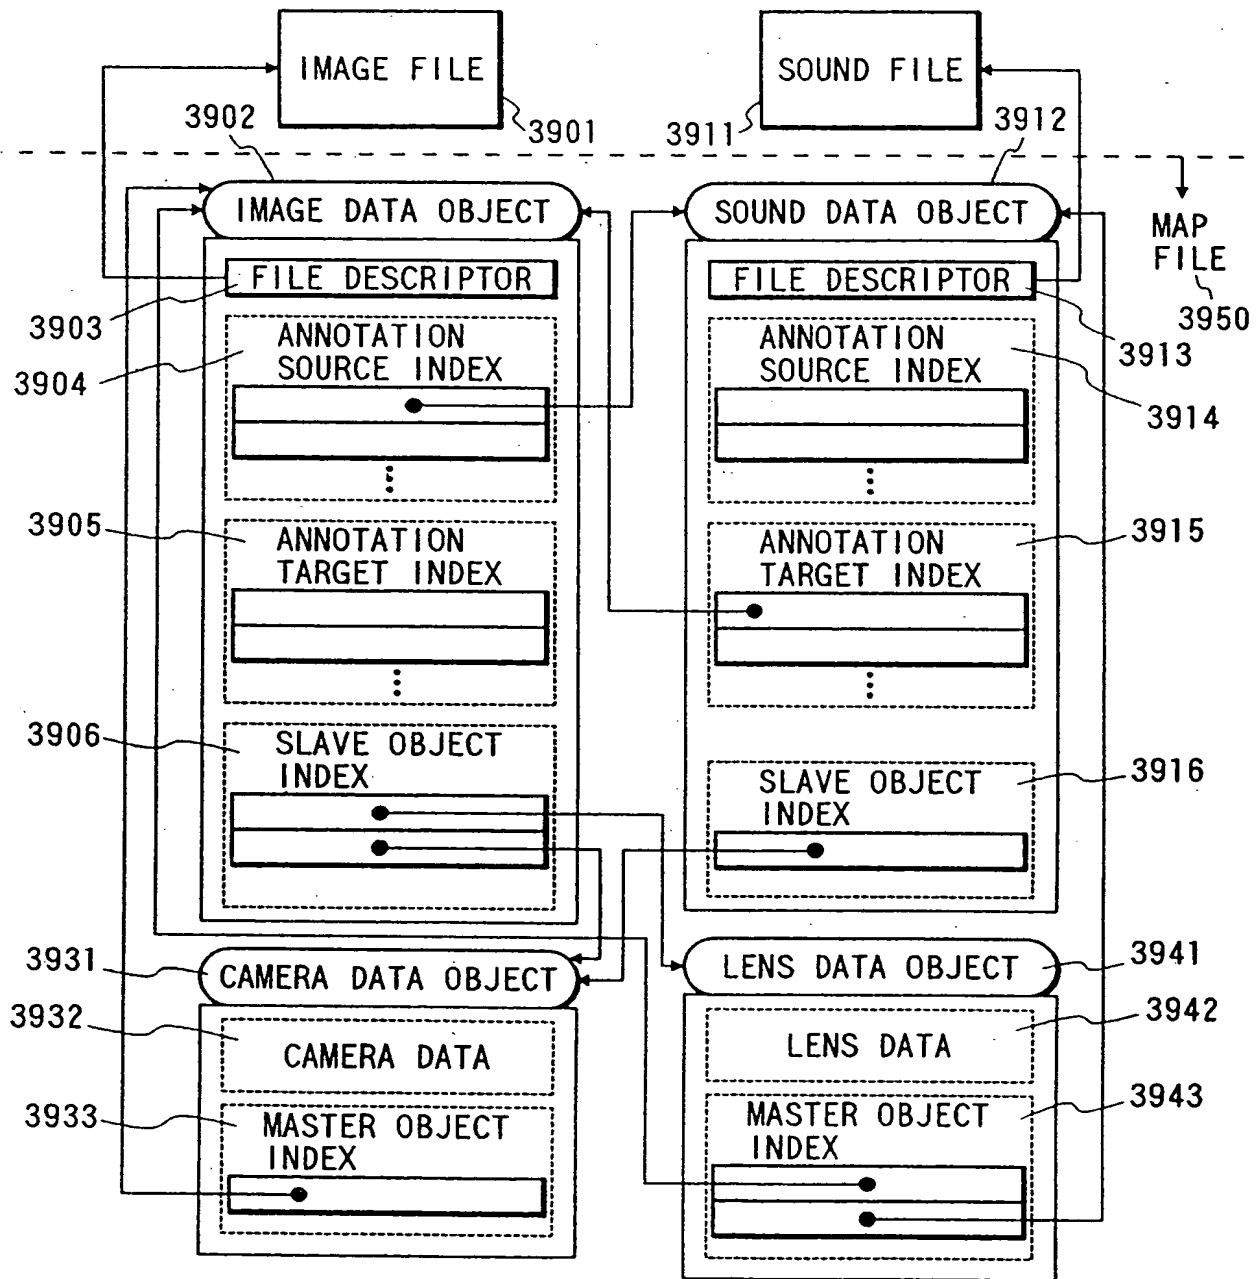 IMAGE FILE
3901
SOUND FILE
3911
3902
3912
IMAGE DATA OBJECT
SOUND DATA OBJECT
MAP
FILE
3950
FILE DESCRIPTOR
3903
FILE DESCRIPTOR
3913
ANNOTATION
SOURCE INDEX
3904
ANNOTATION
SOURCE INDEX
3914
3905
ANNOTATION
TARGET INDEX
ANNOTATION
TARGET INDEX
3915
3906
SLAVE OBJECT
INDEX
SLAVE OBJECT
INDEX
3916
3931
CAMERA DATA OBJECT
LENS DATA OBJECT
3941
3932
CAMERA DATA
LENS DATA
3942
3933
MASTER OBJECT
INDEX
MASTER OBJECT
INDEX
3943